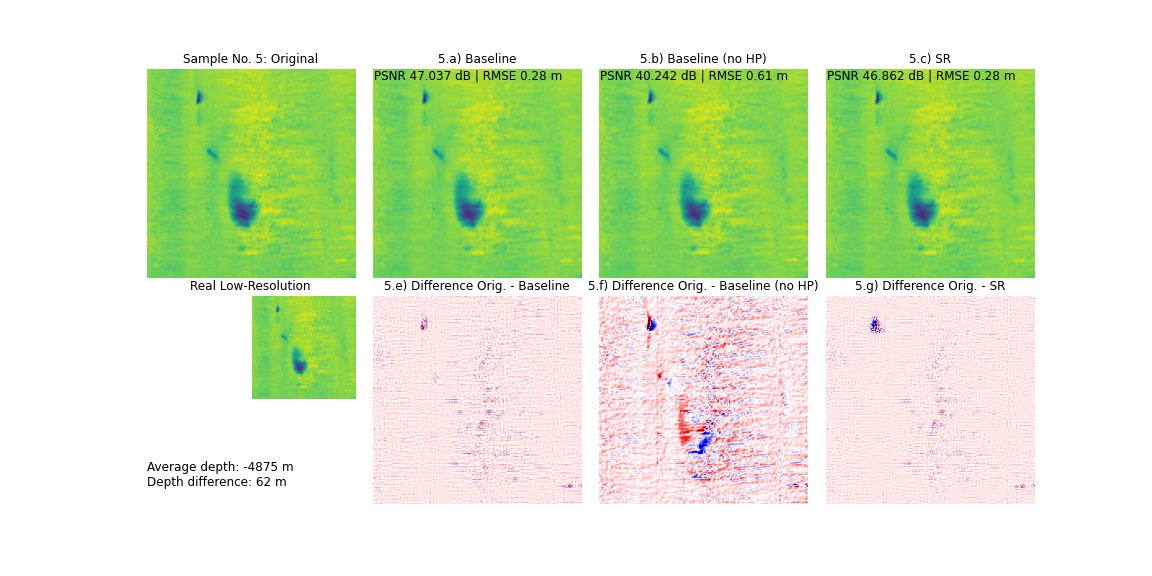 Sample No. 5: Original
5.a) Baseline
5.b) Baseline (no HP)
5.c) SR
PSNR 47.037 dB | RMSE 0.28 m
PSNR 40.242 dB | RMSE 0.61 m
PSNR 46.862 dB | RMSE 0.28 m
Real Low-Resolution
5.e) Difference Orig. - Baseline
5.f) Difference Orig. - Baseline (no HP)
5.g) Difference Orig. - SR
Average depth: -4875 m
Depth difference: 62 m